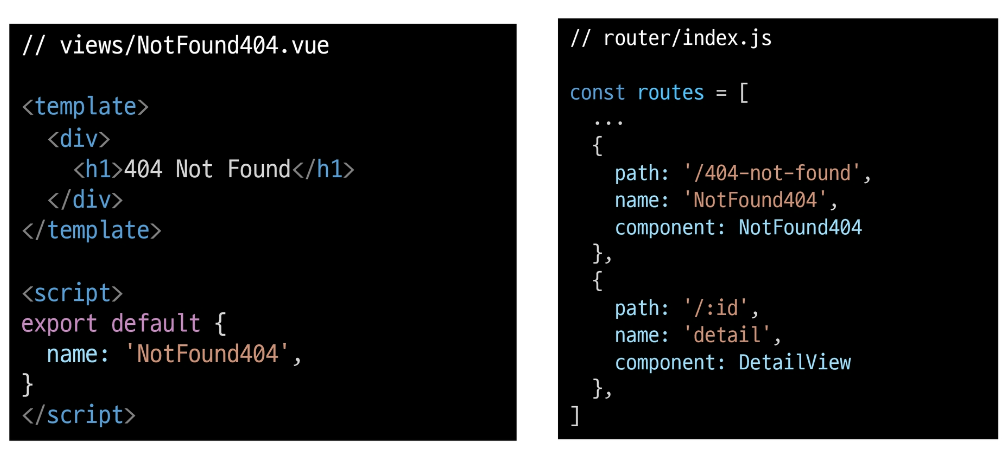 // views/NotFound404.vue
<template>
  <div>
    <h1>404 Not Found</h1>
  </div>
</template>
<script>
export default {
  name: 'NotFound404',
}
</script>
// router/index.js
const routes = [
  ...
  {
    path: '/404-not-found',
    name: 'NotFound404',
    component: NotFound404
  },
  {
    path: '/:id',
    name: 'detail',
    component: DetailView
  },
]